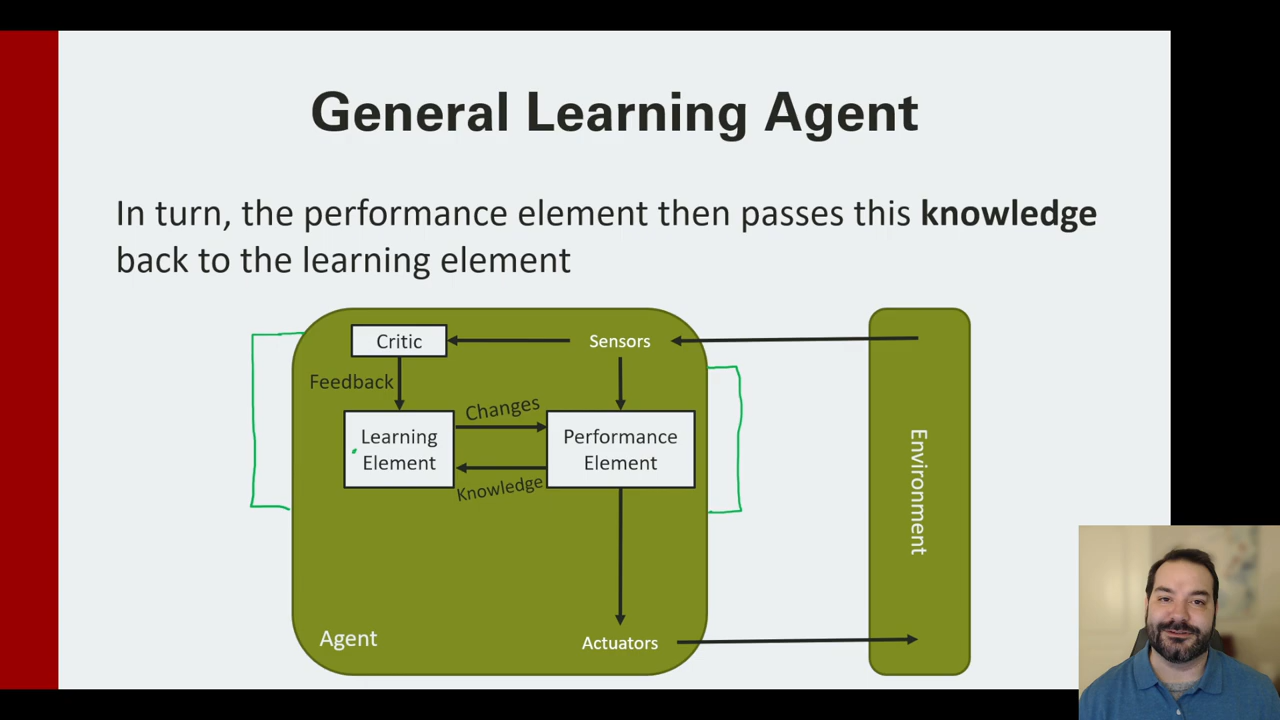 General Learning Agent
In turn, the performance element then passes this knowledge
back to the learning element
Critic
Sensors
Feedback
Changes
Learning
Element
Performance
Element
Knowledge
Environment
Agent
Actuators